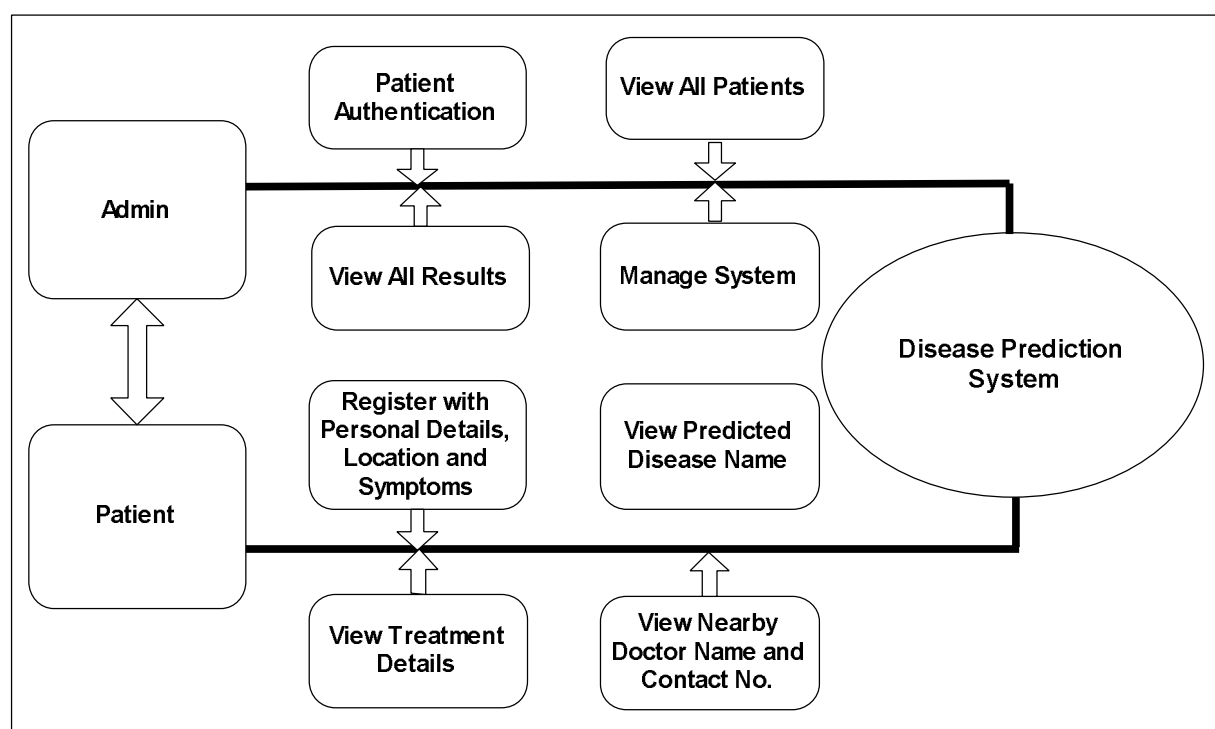 Patient
Authentication
View All Patients
Admin
View All Results
Manage System
Disease Prediction
System
Register with
Personal Details,
Location and
Symptoms
View Predicted
Disease Name
Patient
View Treatment
Details
View Nearby
Doctor Name and
Contact No.